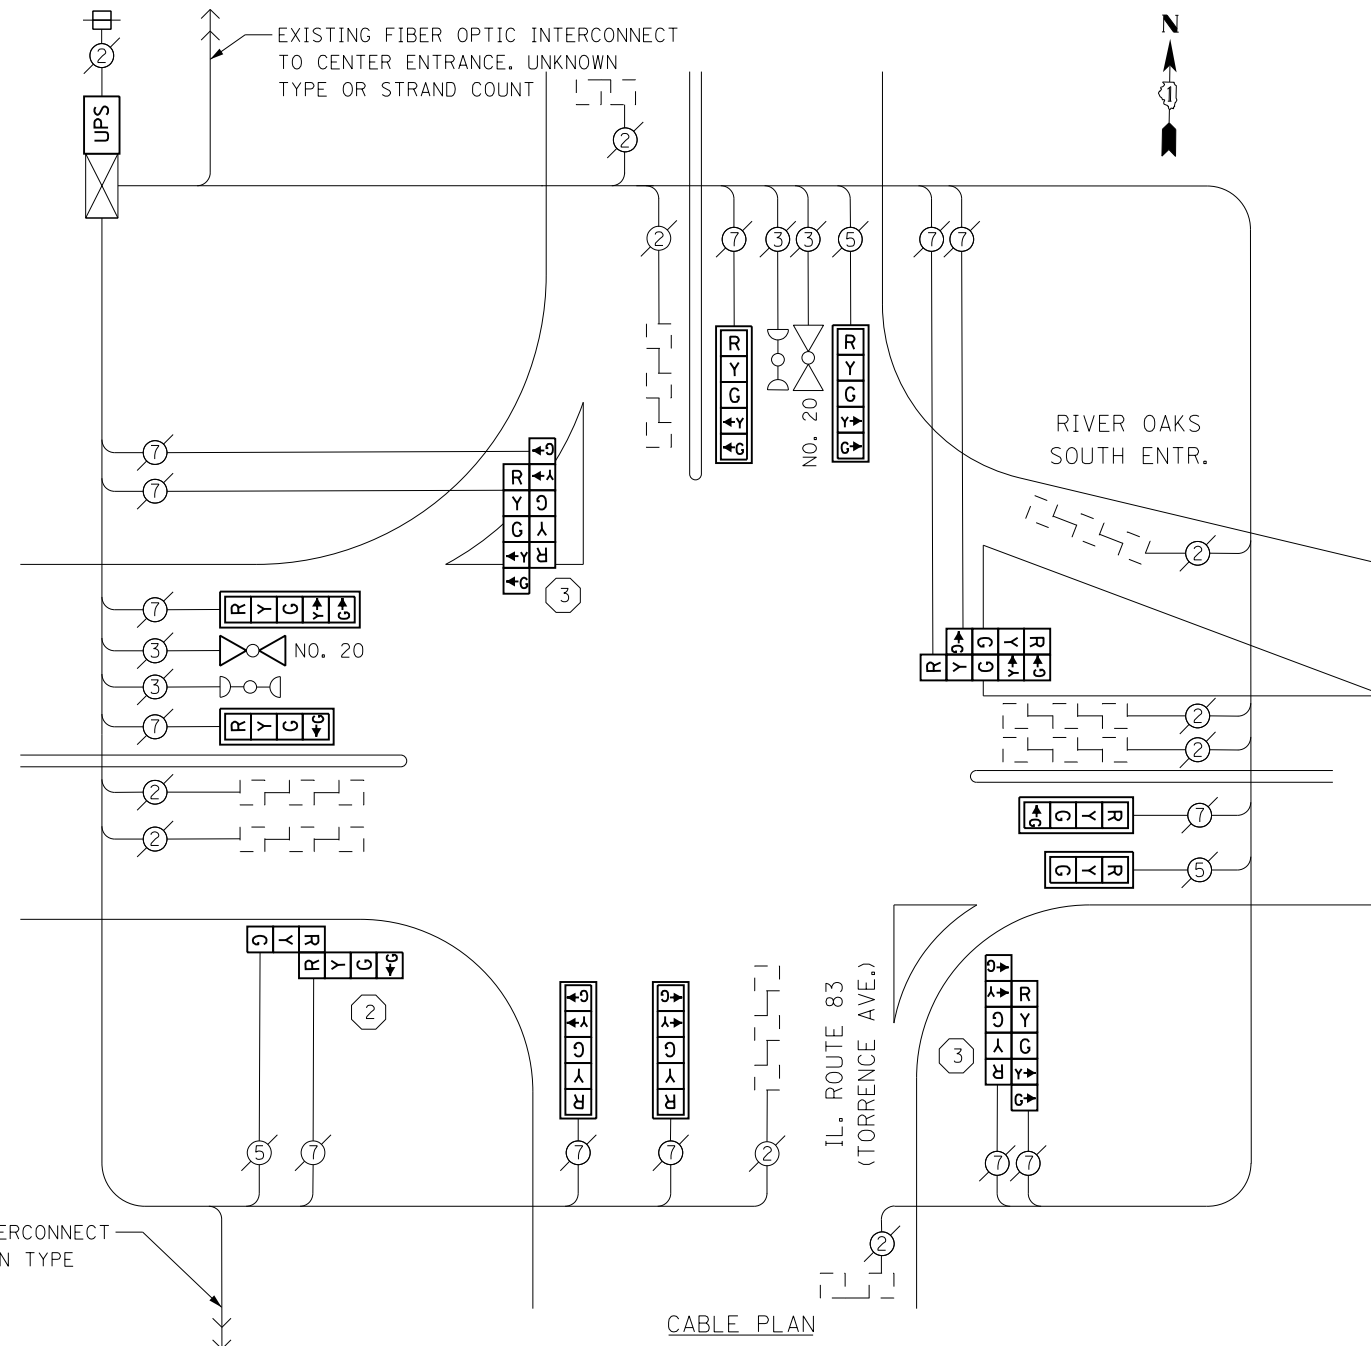 N
1
EXISTING FIBER OPTIC INTERCONNECT
TO CENTER ENTRANCE. UNKNOWN
TYPE OR STRAND COUNT
2
UPS
2
2 7 3 3 5 7 7
R
Y
G
Y
G
NO. 20
R
Y
G
Y
G
RIVER OAKS
SOUTH ENTR.
7
7
G
R Y
Y G
G Y
Y R
G
3
2
7
R Y G Y G
3
NO. 20
3
7
R Y G G
G G Y R
R Y G Y G
2
2
2
2
G G Y R
7
G Y R
5
G Y R
R Y G G
2
5 7
G
Y
G
Y
R
7
G
Y
G
Y
R
7
2
IL. ROUTE 83
(TORRENCE AVE.)
G
Y R
G Y
Y G
R Y
G
3
7 7
2
ERCONNECT
N TYPE
CABLE PLAN